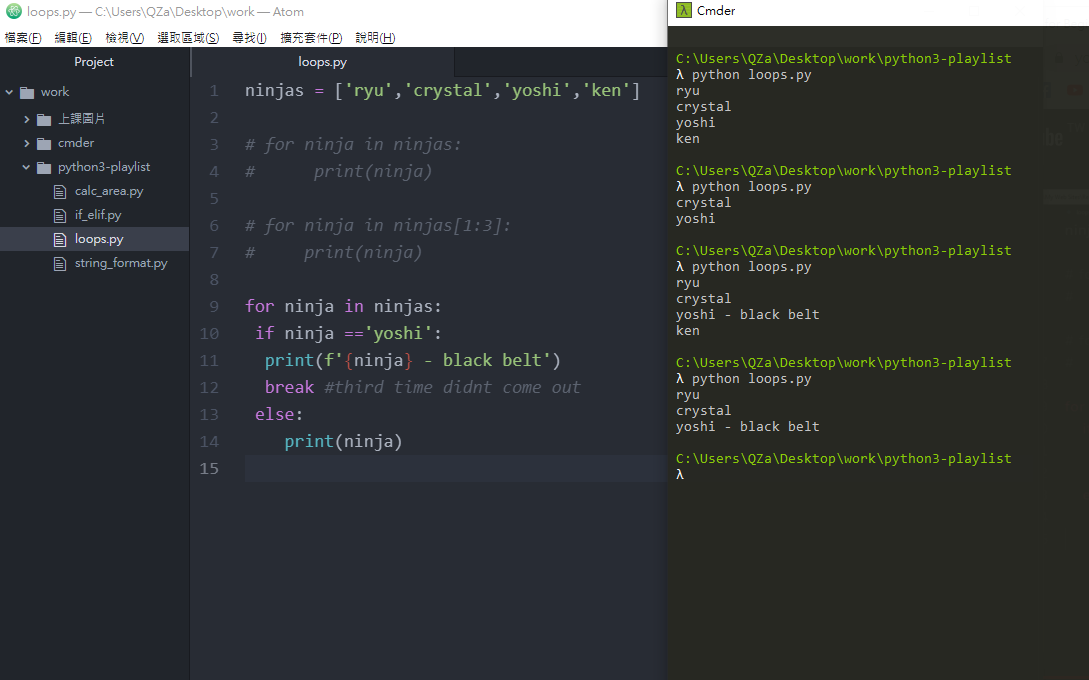 loops.py — C:\Users\QZa\Desktop\work — Atom
檔案(F) 編輯(E) 檢視(V) 選取區域(S) 尋找(I) 擴充套件(P) 說明(H)
Project
work
上課圖片
cmder
python3-playlist
calc_area.py
if_elif.py
loops.py
string_format.py
loops.py
1 ninjas = ['ryu','crystal','yoshi','ken']
2
3 # for ninja in ninjas:
4 #      print(ninja)
5
6 # for ninja in ninjas[1:3]:
7 #     print(ninja)
8
9 for ninja in ninjas:
10  if ninja =='yoshi':
11   print(f'{ninja} - black belt')
12   break #third time didnt come out
13  else:
14     print(ninja)
15
λ Cmder
C:\Users\QZa\Desktop\work\python3-playlist
λ python loops.py
ryu
crystal
yoshi
ken
C:\Users\QZa\Desktop\work\python3-playlist
λ python loops.py
crystal
yoshi
C:\Users\QZa\Desktop\work\python3-playlist
λ python loops.py
ryu
crystal
yoshi - black belt
ken
C:\Users\QZa\Desktop\work\python3-playlist
λ python loops.py
ryu
crystal
yoshi - black belt
C:\Users\QZa\Desktop\work\python3-playlist
λ